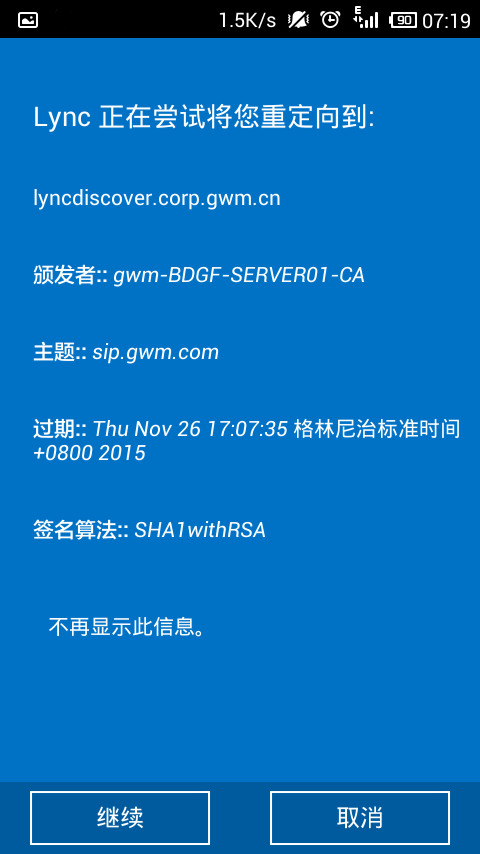 1.5K/s E 90 07:19
Lync 正在尝试将您重定向到:
lyncdiscover.corp.gwm.cn
颁发者:: gwm-BDGF-SERVER01-CA
主题:: sip.gwm.com
过期:: Thu Nov 26 17:07:35 格林尼治标准时间
+0800 2015
签名算法:: SHA1withRSA
不再显示此信息。
继续 取消